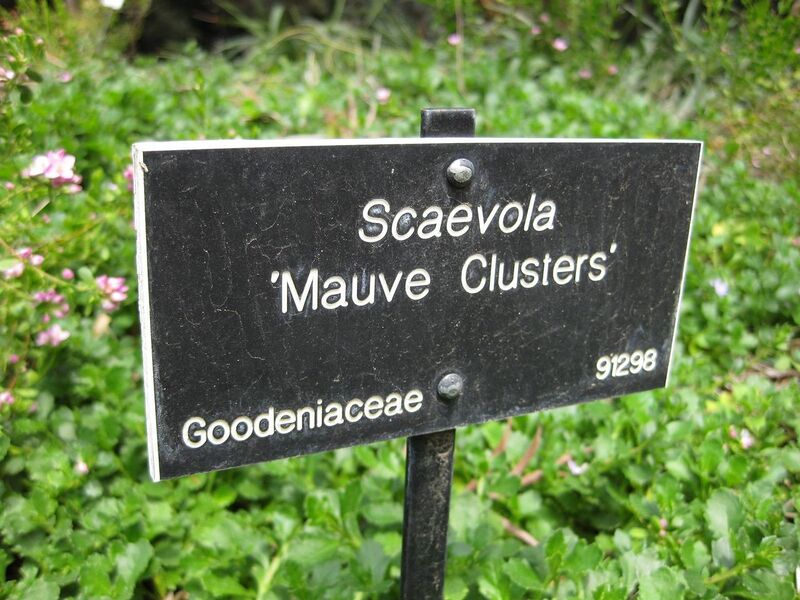 Scaevola
'Mauve Clusters'
Goodeniaceae 91298